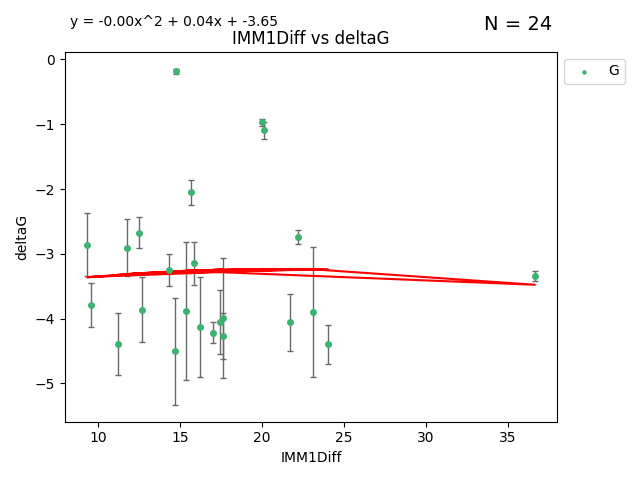 y = -0.00x^2 + 0.04x + -3.65
N = 24
IMM1Diff vs deltaG
G
0
−1
−2
−3
−4
−5
deltaG
10 15 20 25 30 35
IMM1Diff